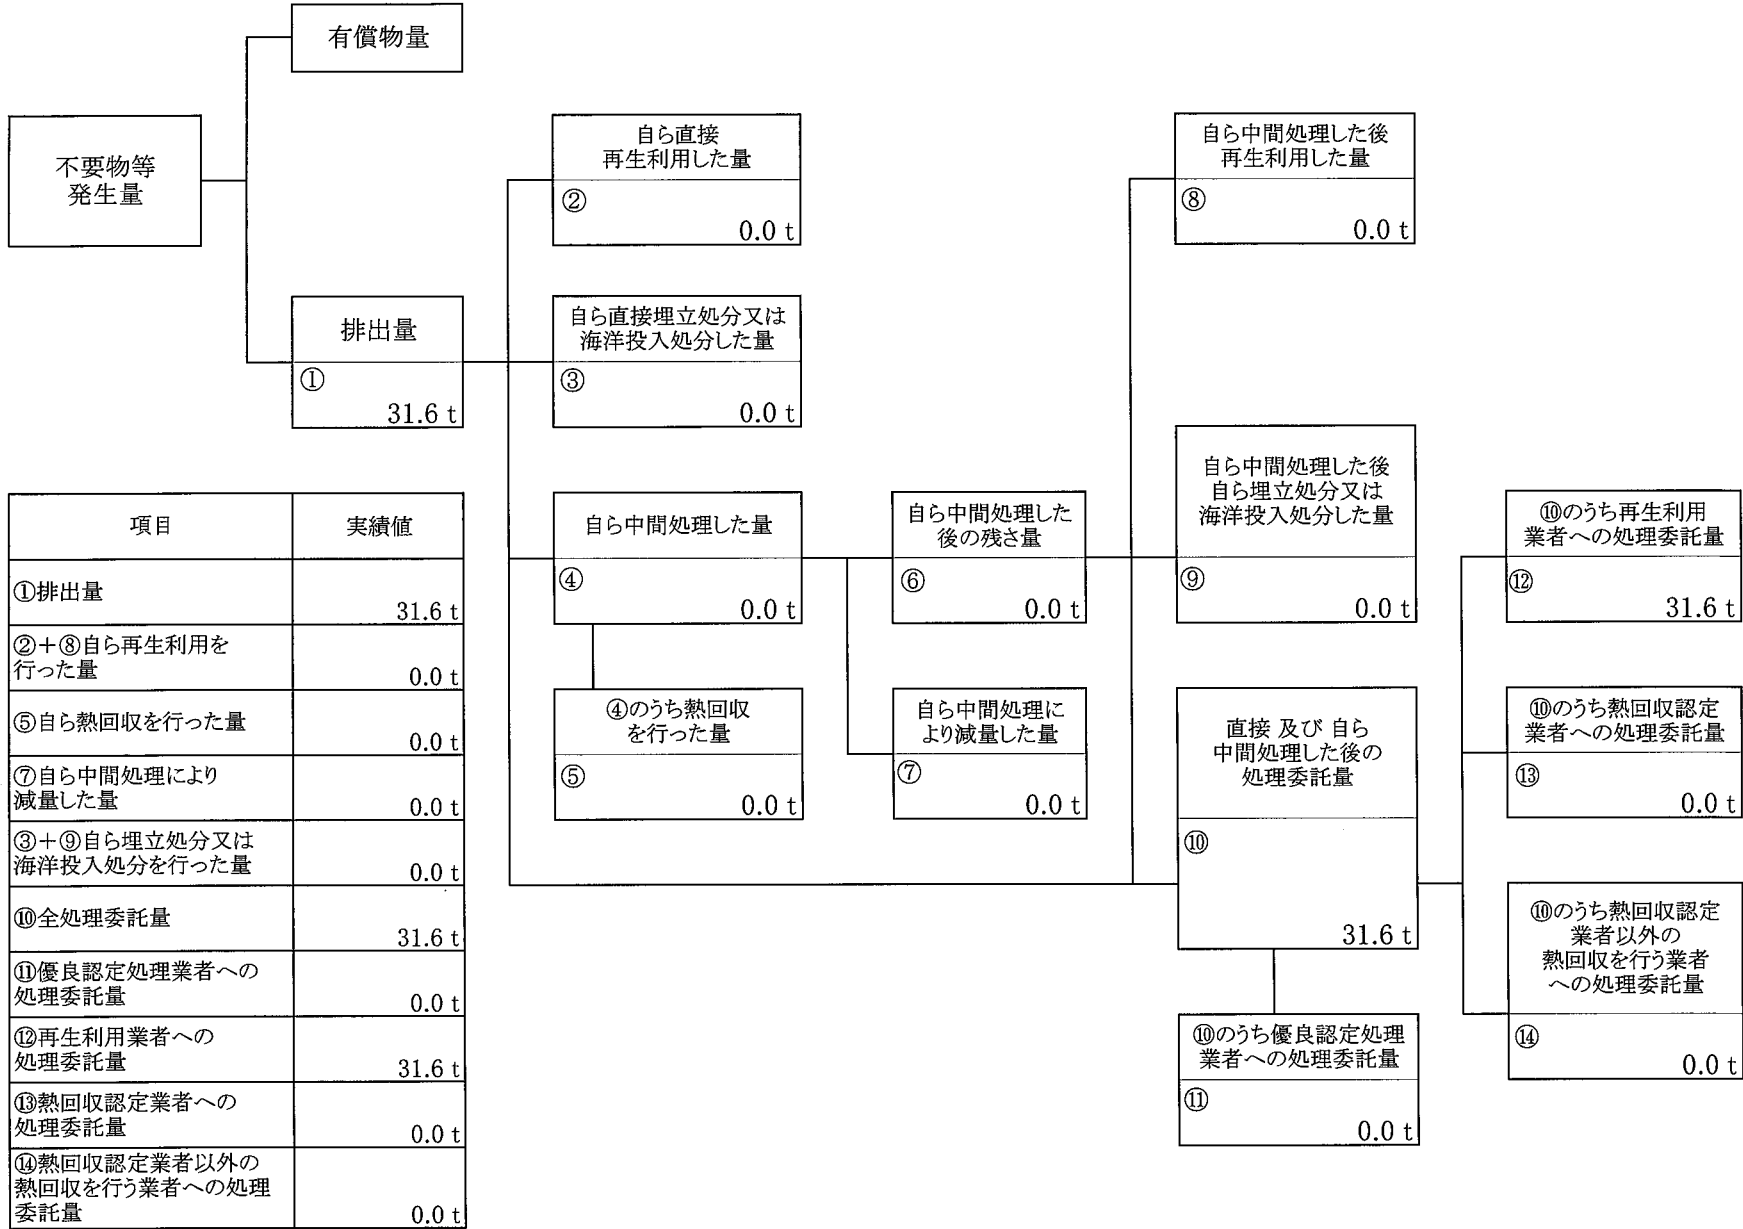 有償物量
不要物等
発生量
排出量
①
31.6 t
自ら直接
再生利用した量
②
0.0 t
自ら直接埋立処分又は
海洋投入処分した量
③
0.0 t
自ら中間処理した量
④
0.0 t
④のうち熱回収
を行った量
⑤
0.0 t
自ら中間処理した
後の残さ量
⑥
0.0 t
自ら中間処理に
より減量した量
⑦
0.0 t
自ら中間処理した後
再生利用した量
⑧
0.0 t
自ら中間処理した後
自ら埋立処分又は
海洋投入処分した量
⑨
0.0 t
直接 及び 自ら
中間処理した後の
処理委託量
⑩
31.6 t
⑩のうち優良認定処理
業者への処理委託量
⑪
0.0 t
⑩のうち再生利用
業者への処理委託量
⑫
31.6 t
⑩のうち熱回収認定
業者への処理委託量
⑬
0.0 t
⑩のうち熱回収認定
業者以外の
熱回収を行う業者
への処理委託量
⑭
0.0 t
項目 実績値
①排出量
31.6 t
②＋⑧自ら再生利用を
行った量
0.0 t
⑤自ら熱回収を行った量
0.0 t
⑦自ら中間処理により
減量した量
0.0 t
③＋⑨自ら埋立処分又は
海洋投入処分を行った量
0.0 t
⑩全処理委託量
31.6 t
⑪優良認定処理業者への
処理委託量
0.0 t
⑫再生利用業者への
処理委託量
31.6 t
⑬熱回収認定業者への
処理委託量
0.0 t
⑭熱回収認定業者以外の
熱回収を行う業者への処理
委託量
0.0 t